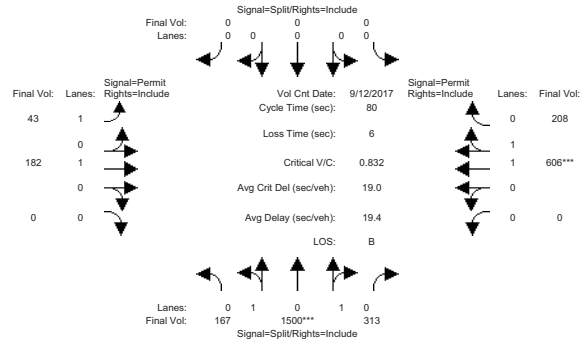 Signal=Split/Rights=Include
Final Vol: 0 0 0
Lanes: 0 0 0 0 0
Signal=Permit
Final Vol: Lanes: Rights=Include
Vol Cnt Date: 9/12/2017
Signal=Permit
Rights=Include Lanes: Final Vol:
Cycle Time (sec): 80
43 1
0 208
Loss Time (sec): 6
0
1
182 1
Critical V/C: 0.832
1 606***
0
Avg Crit Del (sec/veh): 19.0
0
0 0
Avg Delay (sec/veh): 19.4
0 0
LOS: B
Lanes: 0 1 0 1 0
Final Vol: 167 1500*** 313
Signal=Split/Rights=Include